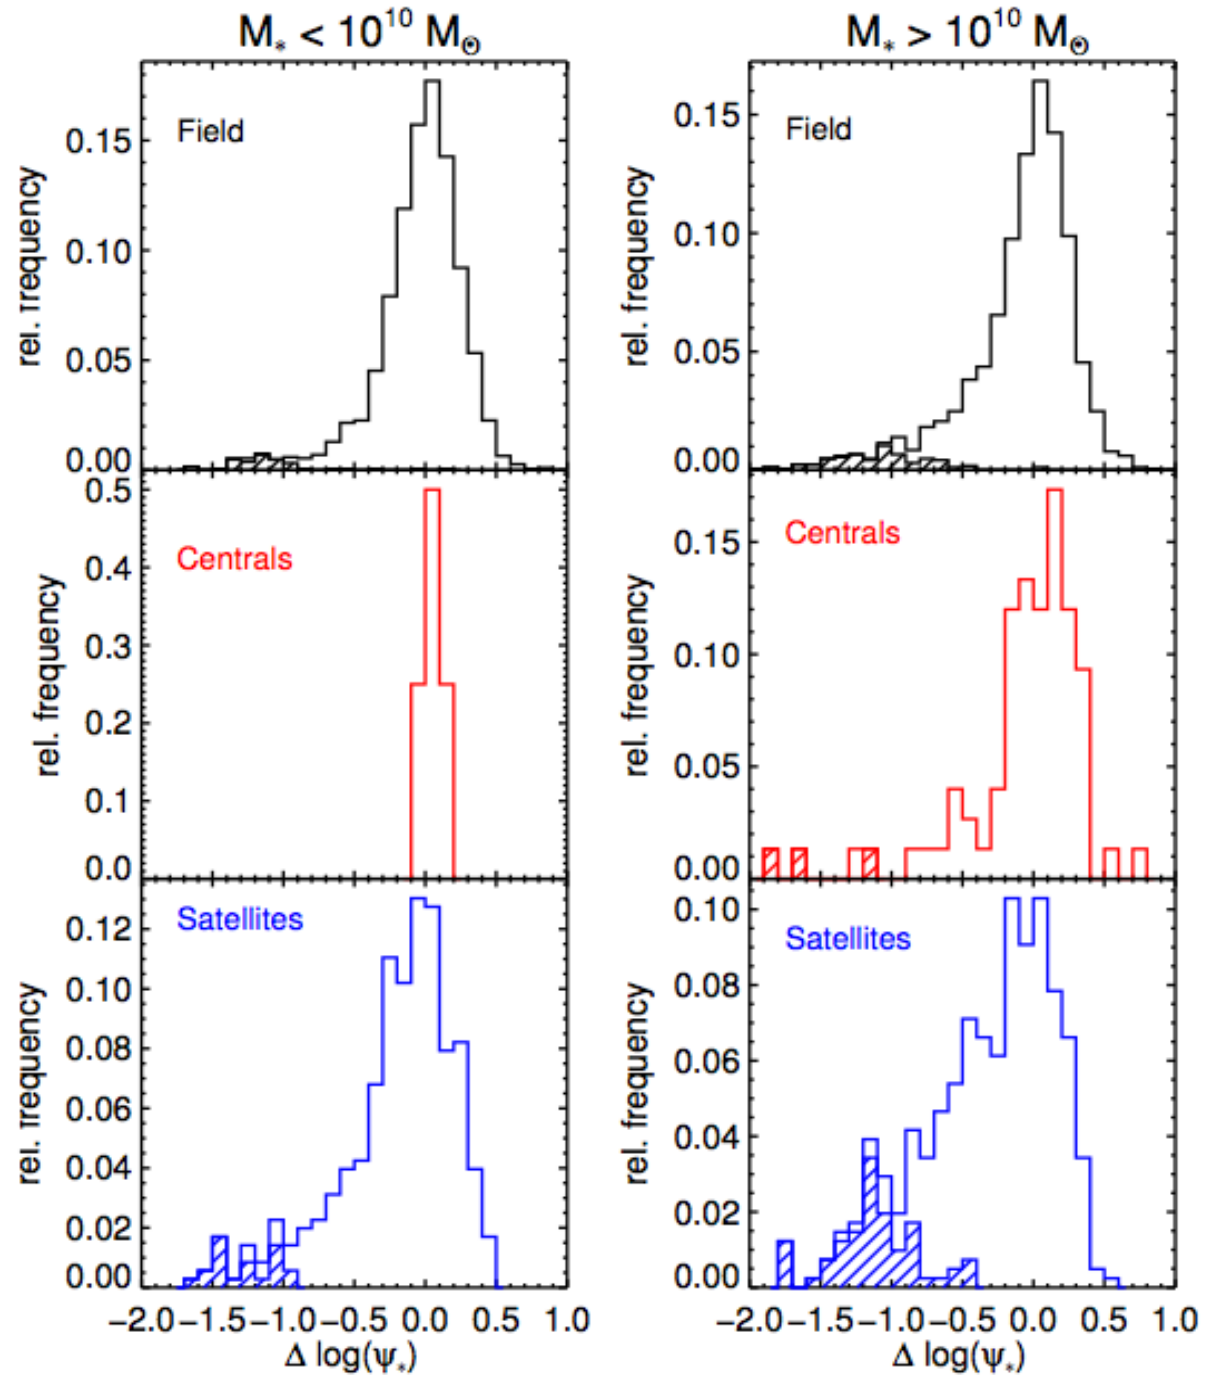 M* < 10¹⁰ M☉
M* > 10¹⁰ M☉
Field
rel. frequency
0.15
0.10
0.05
0.00
Field
rel. frequency
0.15
0.10
0.05
0.00
Centrals
rel. frequency
0.5
0.4
0.3
0.2
0.1
0.0
Centrals
rel. frequency
0.15
0.10
0.05
0.00
Satellites
rel. frequency
0.12
0.10
0.08
0.06
0.04
0.02
0.00
Satellites
rel. frequency
0.10
0.08
0.06
0.04
0.02
0.00
−2.0 −1.5 −1.0 −0.5 0.0 0.5 1.0
Δ log(ψ*)
−2.0 −1.5 −1.0 −0.5 0.0 0.5 1.0
Δ log(ψ*)